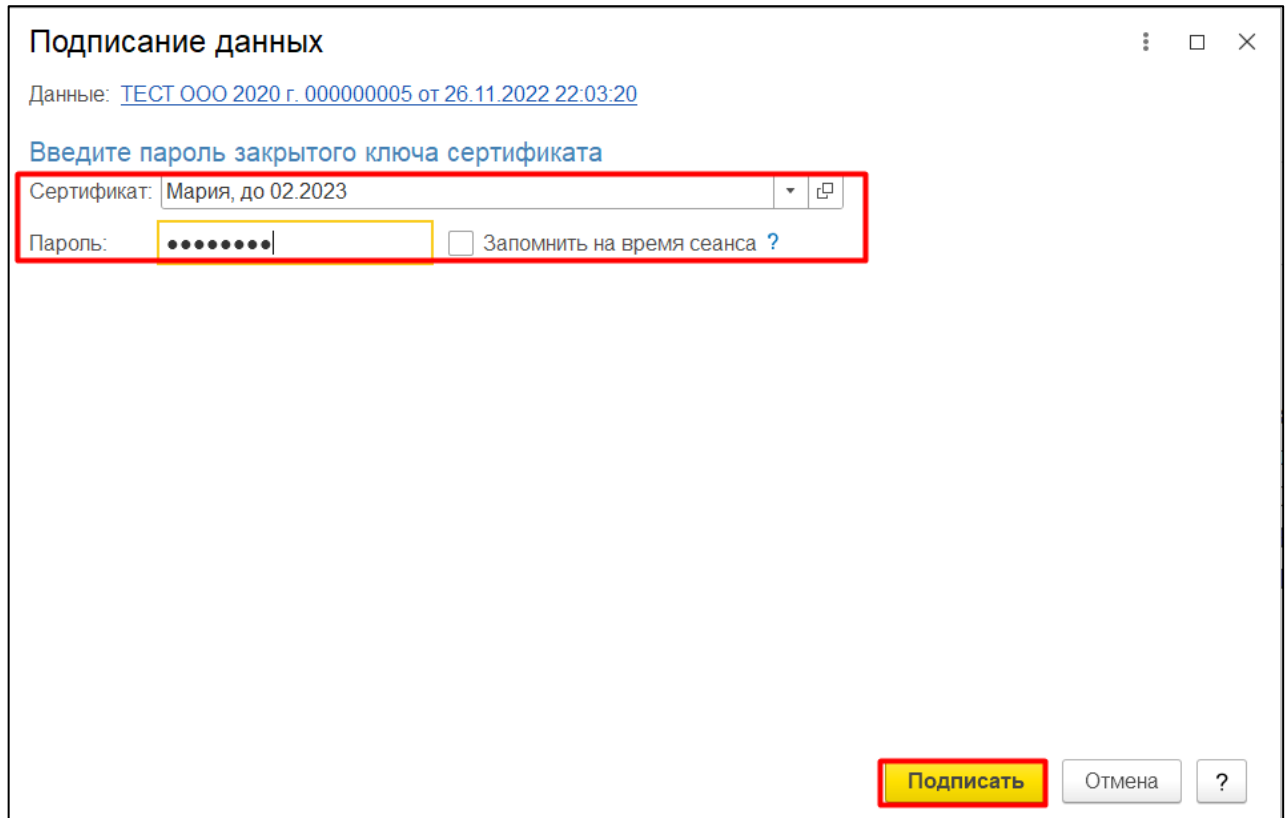 Подписание данных
Данные: ТЕСТ ООО 2020 г. 000000005 от 26.11.2022 22:03:20
Введите пароль закрытого ключа сертификата
Сертификат: Мария, до 02.2023
Пароль: ●●●●●●●● Запомнить на время сеанса ?
Подписать Отмена ?